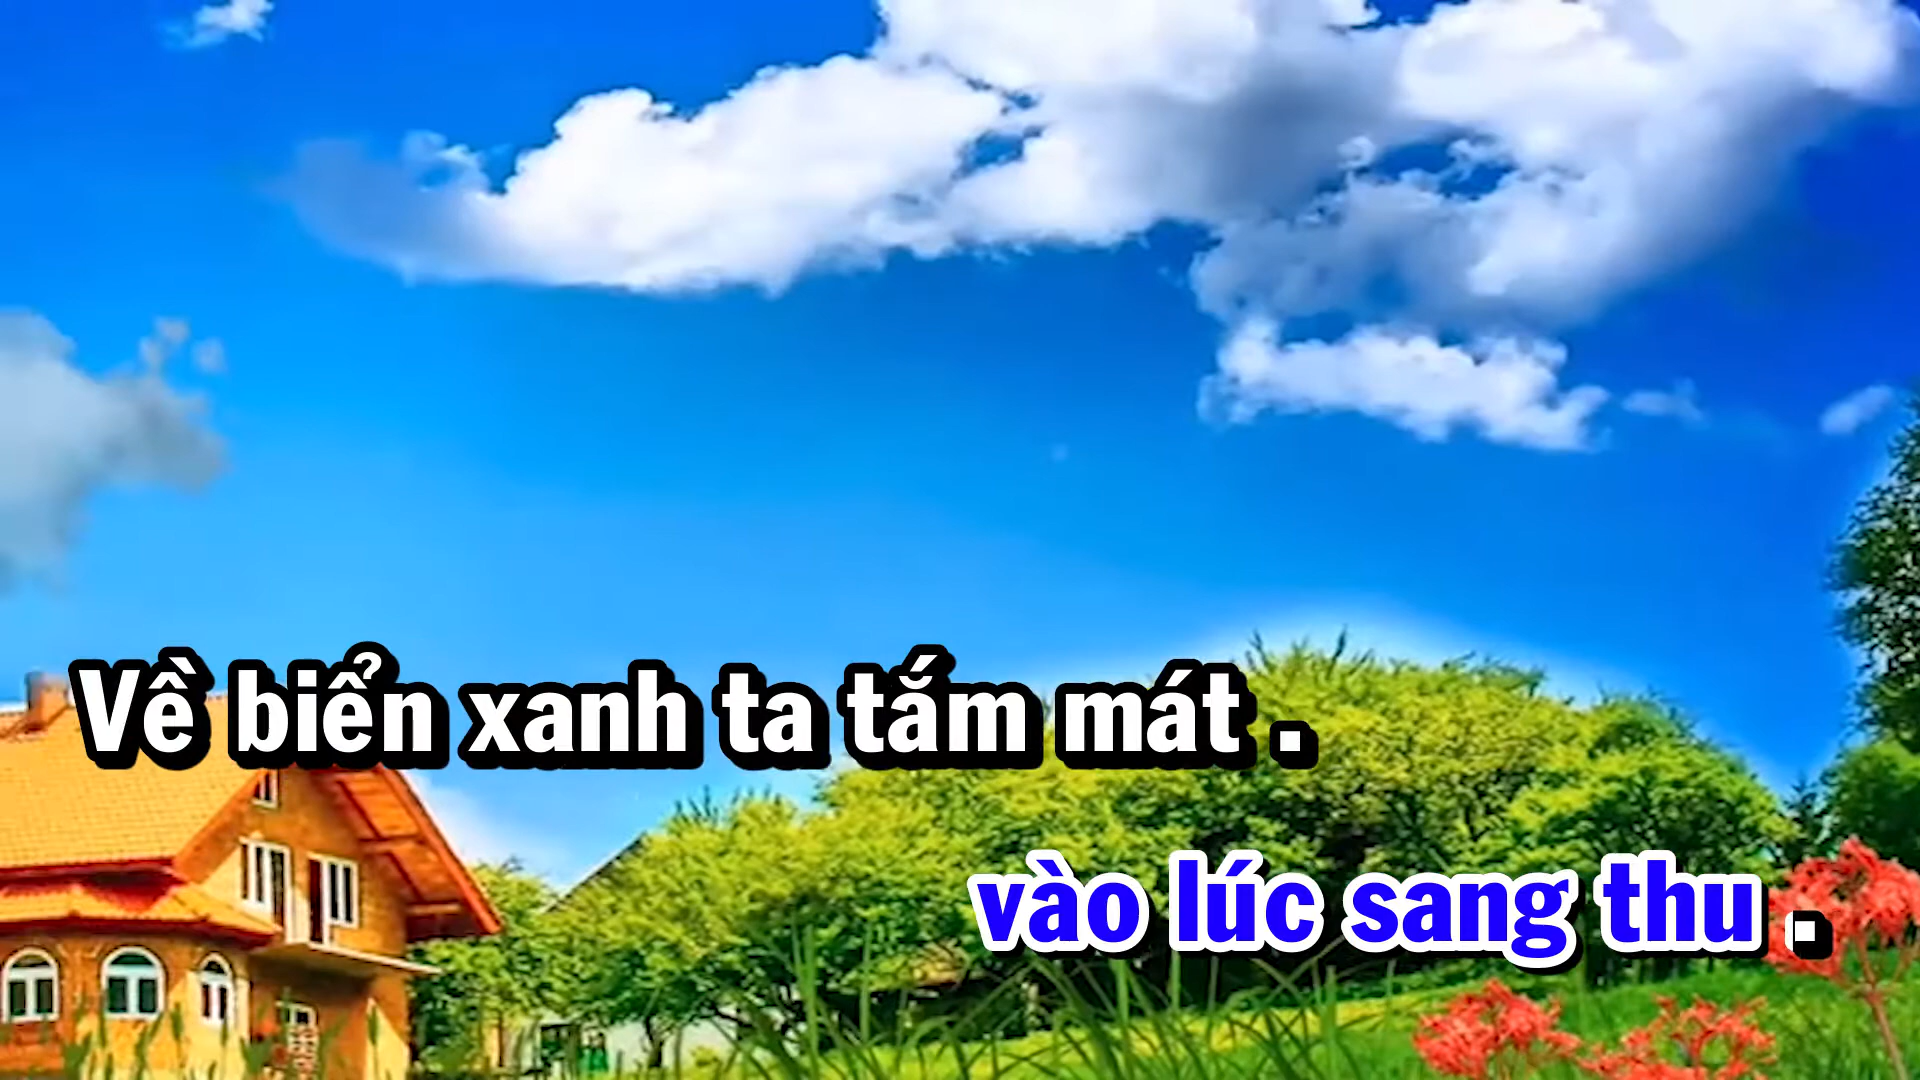 Về biển xanh ta tắm mát .
vào lúc sang thu .